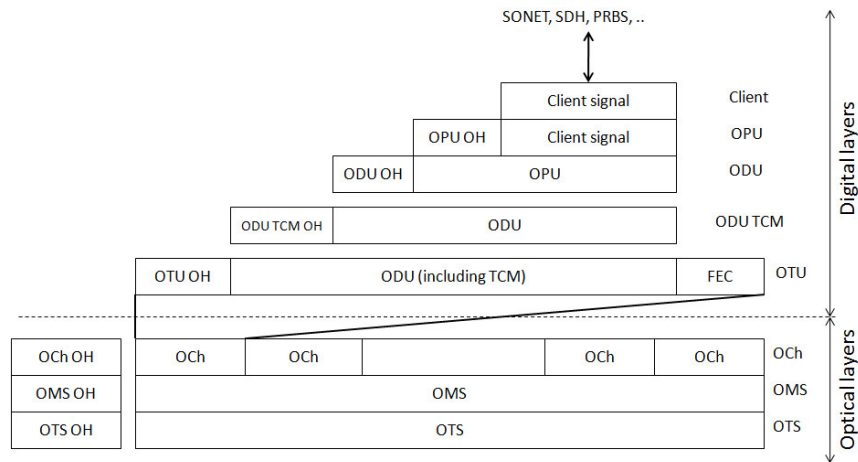 SONET, SDH, PRBS, ..
Client signal Client
OPU OH Client signal OPU
ODU OH OPU ODU
ODU TCM OH ODU ODU TCM
OTU OH ODU (including TCM) FEC OTU
Digital layers
OCh OH OCh OCh OCh OCh OCh
OMS OH OMS OMS
OTS OH OTS OTS
Optical layers